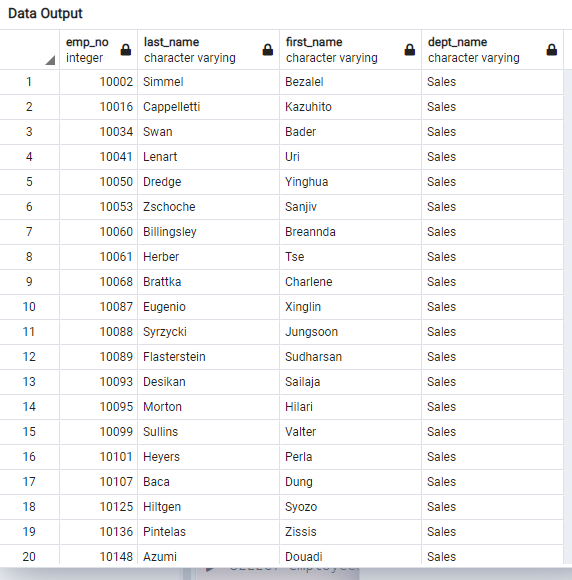 Data Output
emp_no last_name first_name dept_name
integer character varying character varying character varying
1 10002 Simmel Bezalel Sales
2 10016 Cappelletti Kazuhito Sales
3 10034 Swan Bader Sales
4 10041 Lenart Uri Sales
5 10050 Dredge Yinghua Sales
6 10053 Zschoche Sanjiv Sales
7 10060 Billingsley Breannda Sales
8 10061 Herber Tse Sales
9 10068 Brattka Charlene Sales
10 10087 Eugenio Xinglin Sales
11 10088 Syrzycki Jungsoon Sales
12 10089 Flasterstein Sudharsan Sales
13 10093 Desikan Sailaja Sales
14 10095 Morton Hilari Sales
15 10099 Sullins Valter Sales
16 10101 Heyers Perla Sales
17 10107 Baca Dung Sales
18 10125 Hiltgen Syozo Sales
19 10136 Pintelas Zissis Sales
20 10148 Azumi Douadi Sales